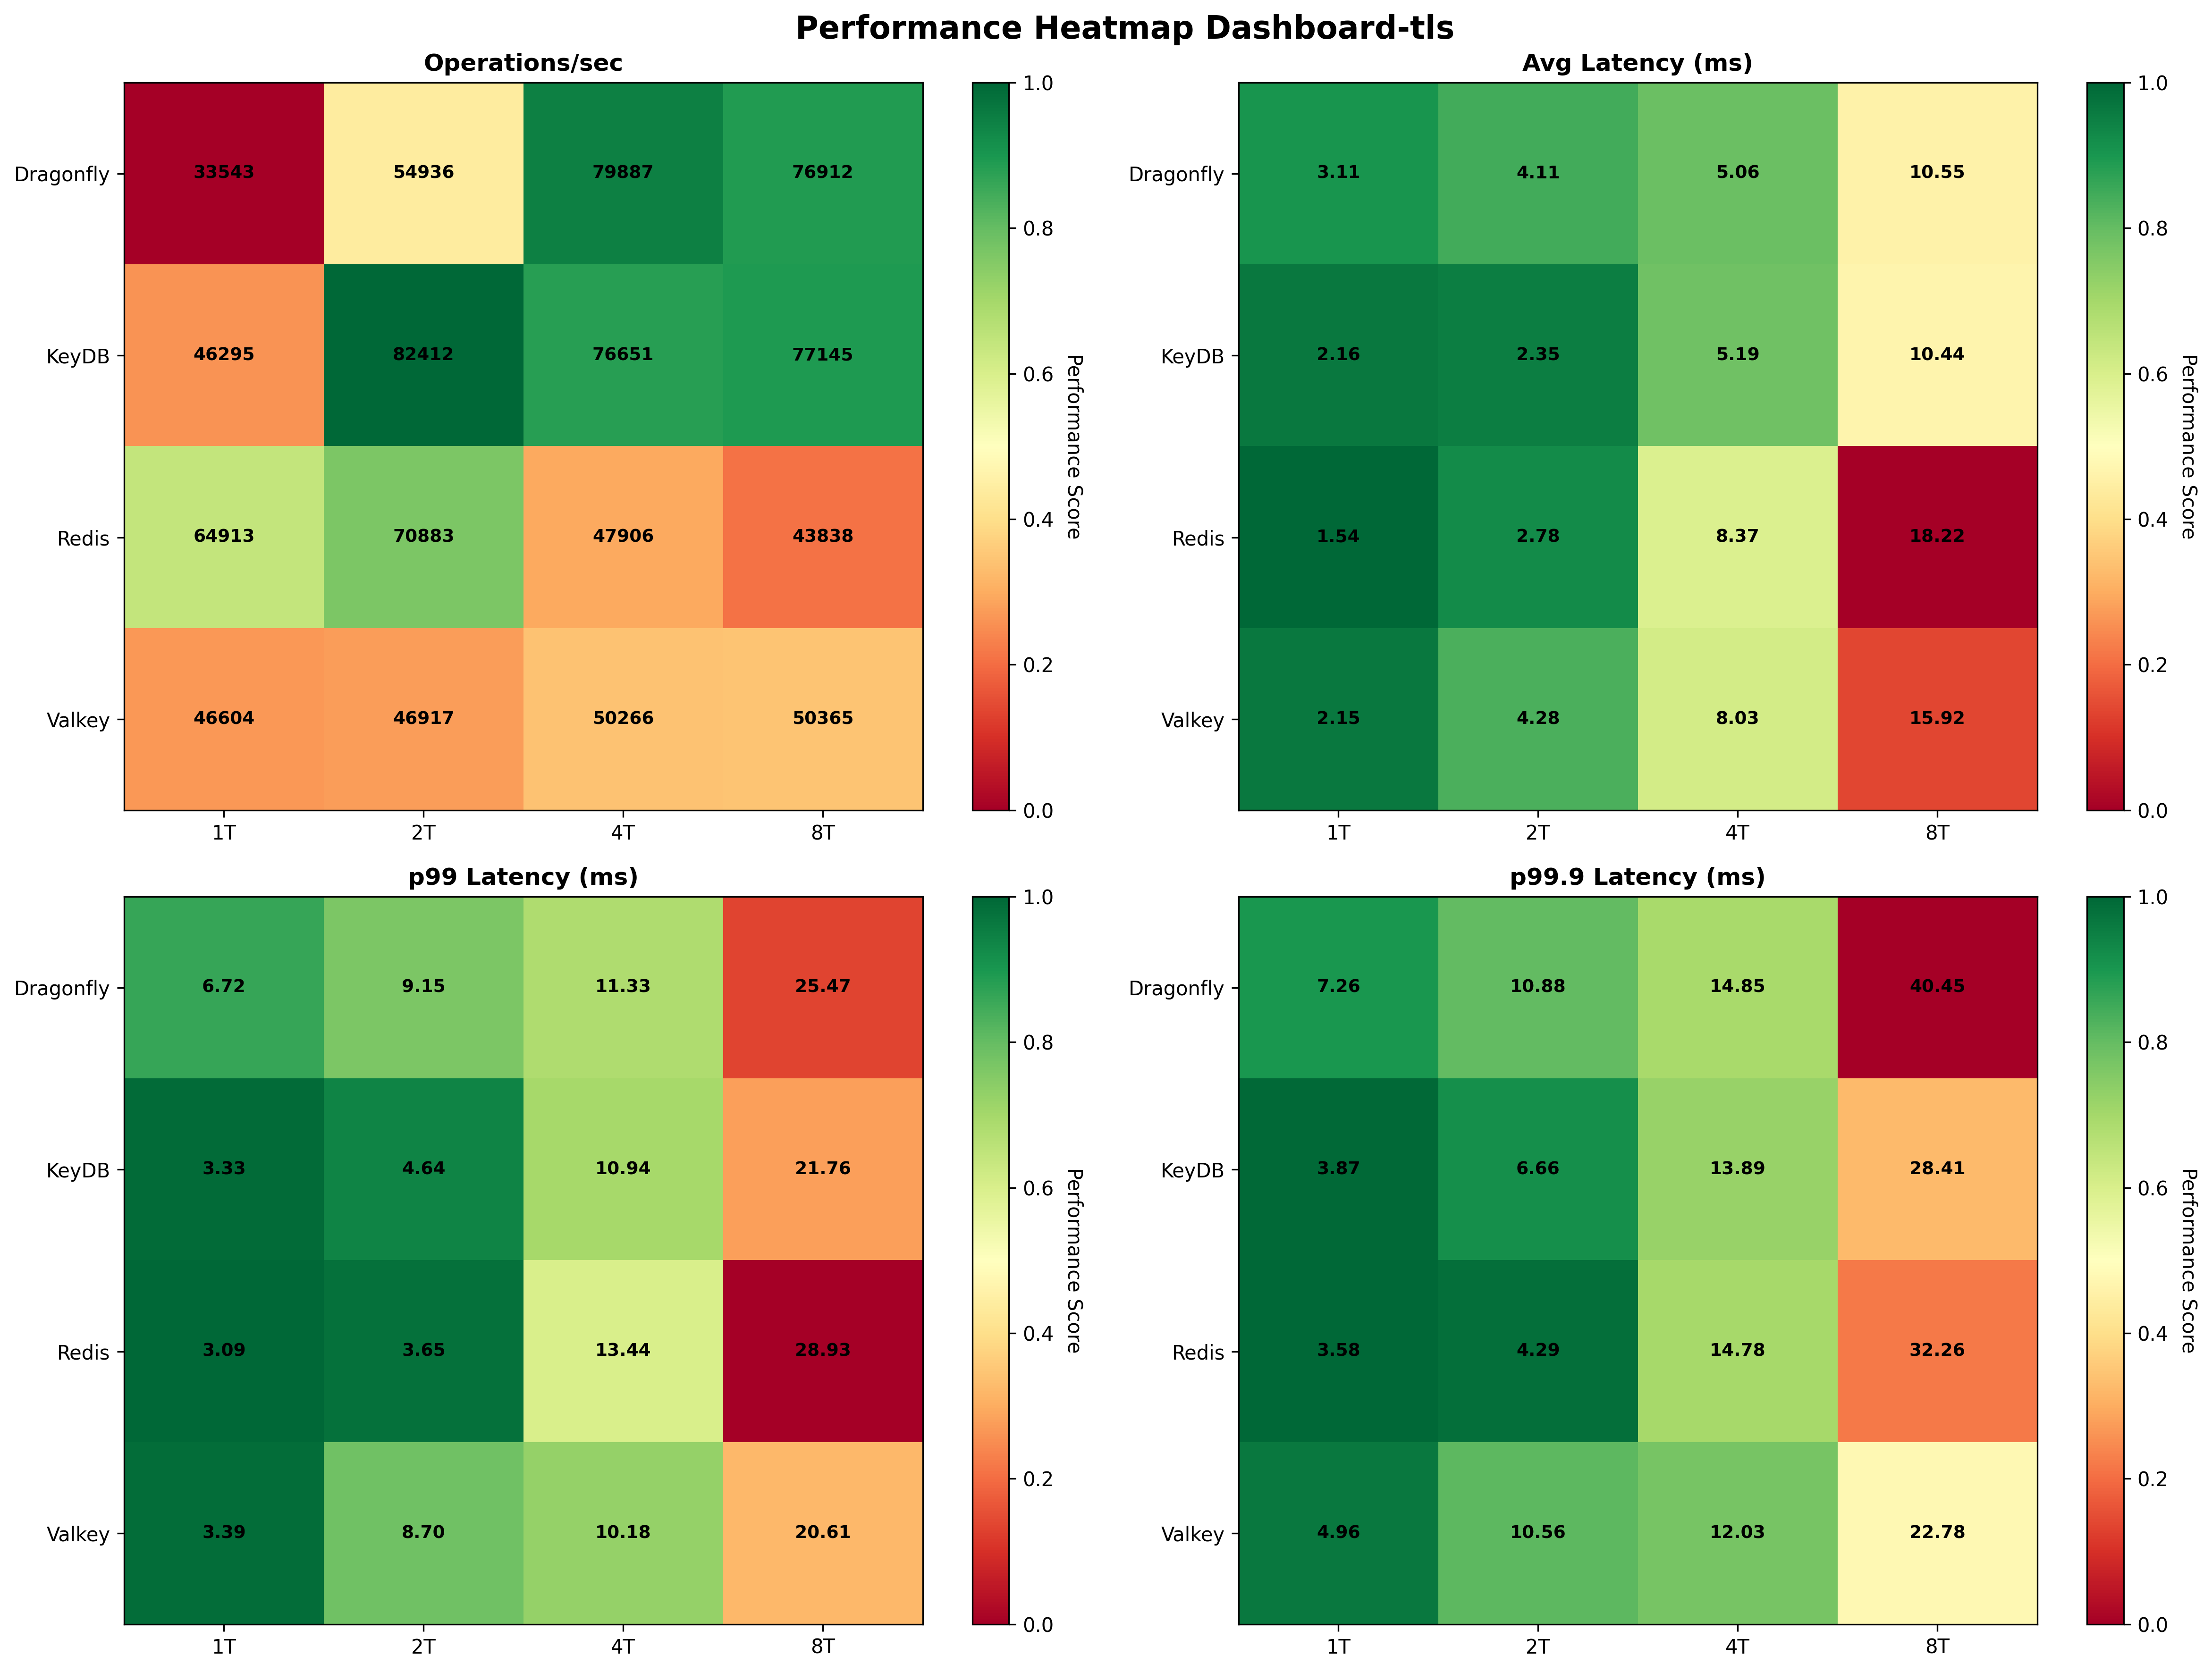 Performance Heatmap Dashboard-tls
Operations/sec
Dragonfly 33543 54936 79887 76912
KeyDB 46295 82412 76651 77145
Redis 64913 70883 47906 43838
Valkey 46604 46917 50266 50365
1T 2T 4T 8T
1.0
0.8
0.6
0.4
0.2
0.0
Performance Score
Avg Latency (ms)
Dragonfly 3.11 4.11 5.06 10.55
KeyDB 2.16 2.35 5.19 10.44
Redis 1.54 2.78 8.37 18.22
Valkey 2.15 4.28 8.03 15.92
1T 2T 4T 8T
1.0
0.8
0.6
0.4
0.2
0.0
Performance Score
p99 Latency (ms)
Dragonfly 6.72 9.15 11.33 25.47
KeyDB 3.33 4.64 10.94 21.76
Redis 3.09 3.65 13.44 28.93
Valkey 3.39 8.70 10.18 20.61
1T 2T 4T 8T
1.0
0.8
0.6
0.4
0.2
0.0
Performance Score
p99.9 Latency (ms)
Dragonfly 7.26 10.88 14.85 40.45
KeyDB 3.87 6.66 13.89 28.41
Redis 3.58 4.29 14.78 32.26
Valkey 4.96 10.56 12.03 22.78
1T 2T 4T 8T
1.0
0.8
0.6
0.4
0.2
0.0
Performance Score